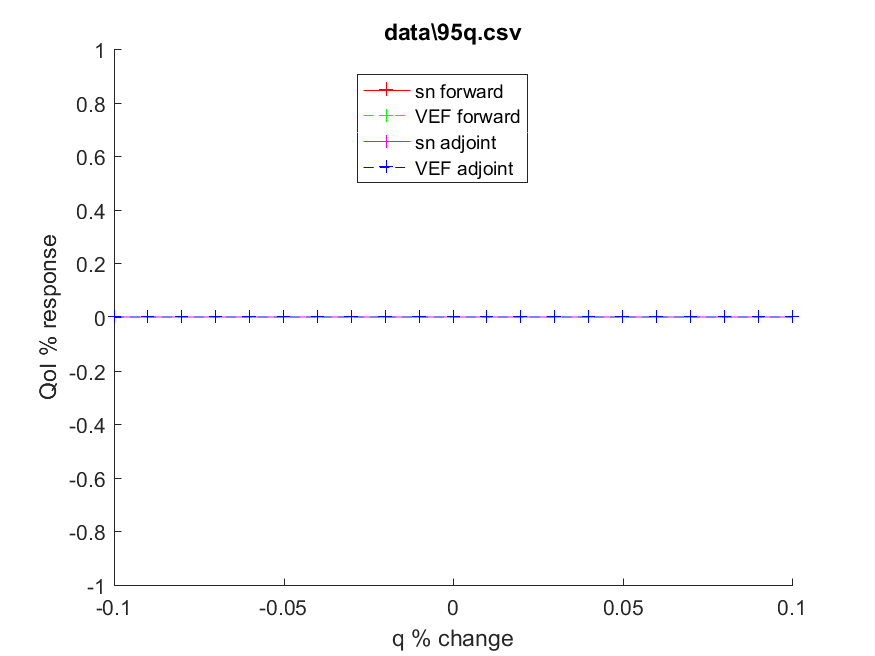 data\95q.csv
sn forward
VEF forward
sn adjoint
VEF adjoint
1
0.8
0.6
0.4
0.2
0
-0.2
-0.4
-0.6
-0.8
-1
QoI % response
-0.1 -0.05 0 0.05 0.1
q % change